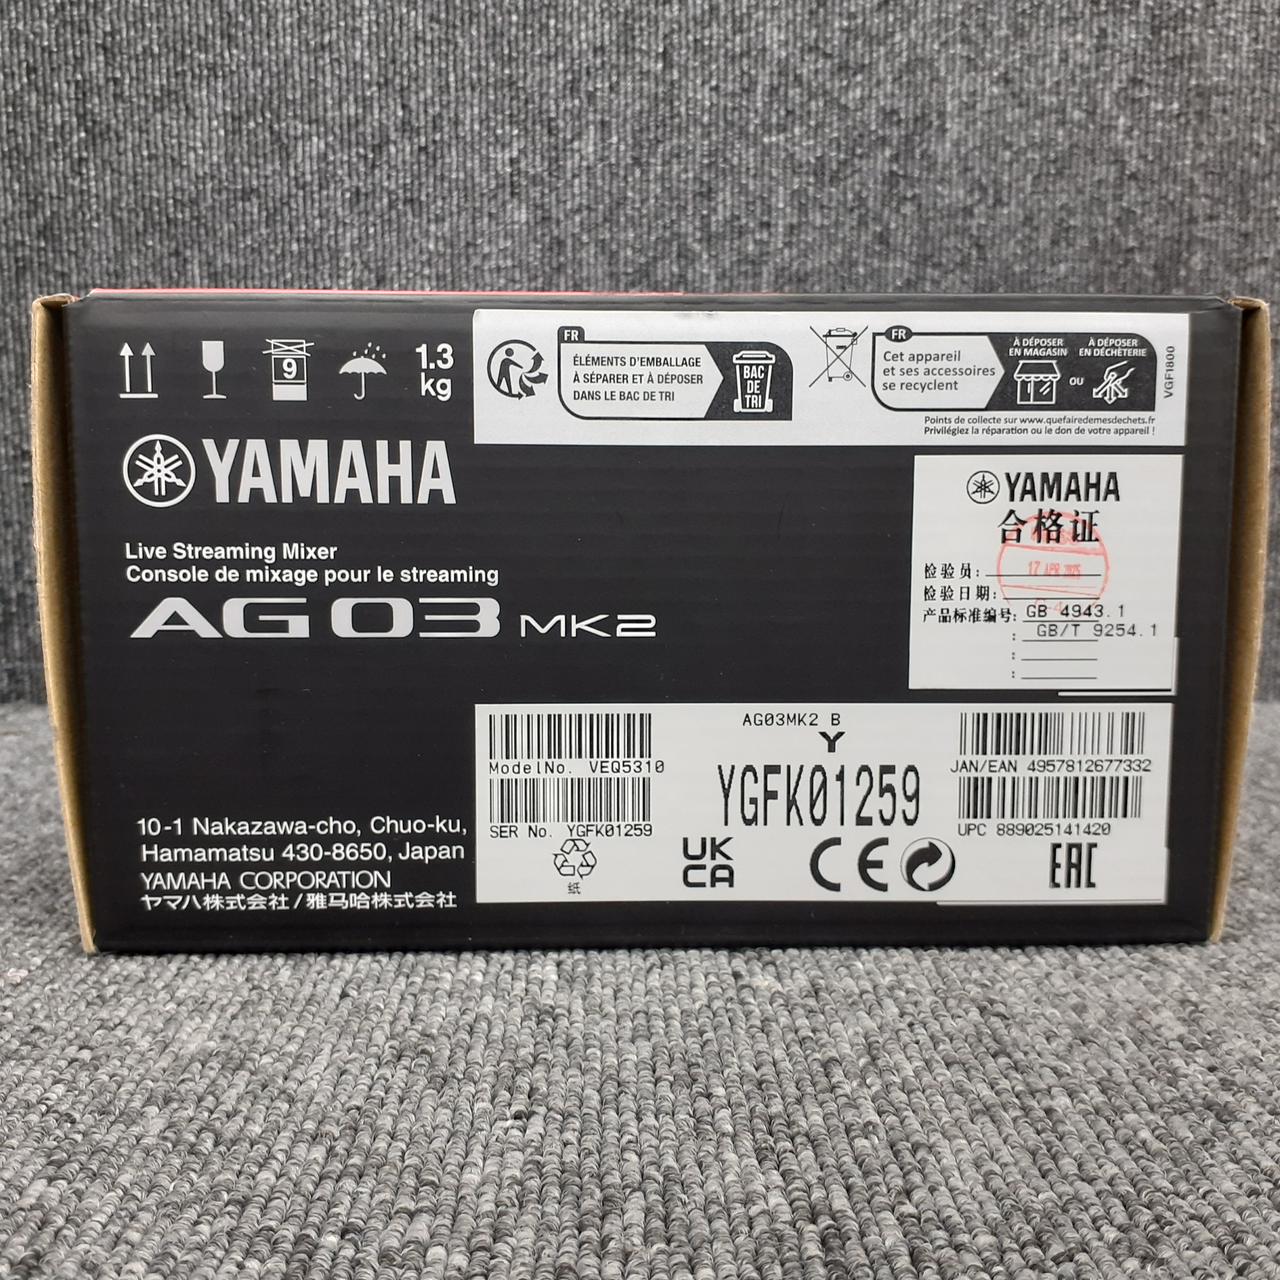 9
1.3
kg
YAMAHA
Live Streaming Mixer
Console de mixage pour le streaming
AG03 MK2
10-1 Nakazawa-cho, Chuo-ku,
Hamamatsu 430-8650, Japan
YAMAHA CORPORATION
ヤマハ株式会社/雅马哈株式会社
FR
ÉLÉMENTS D'EMBALLAGE
À SÉPARER ET À DÉPOSER
DANS LE BAC DE TRI
BAC
DE
TRI
FR
Cet appareil
et ses accessoires
se recyclent
À DÉPOSER
EN MAGASIN
OU
À DÉPOSER
EN DÉCHÈTERIE
Points de collecte sur www.quefairedemesdechets.fr
Privilégiez la réparation ou le don de votre appareil !
VGF1800
YAMAHA
合格证
检验员:
17 APR 2025
检验日期:
产品标准编号: GB 4943.1
: GB/T 9254.1
:
:
ModelNo. VEQ5310
SER No. YGFK01259
纸
AG03MK2 B
Y
YGFK01259
UK
CA
CE
JAN/EAN 4957812677332
UPC 889025141420
EAC